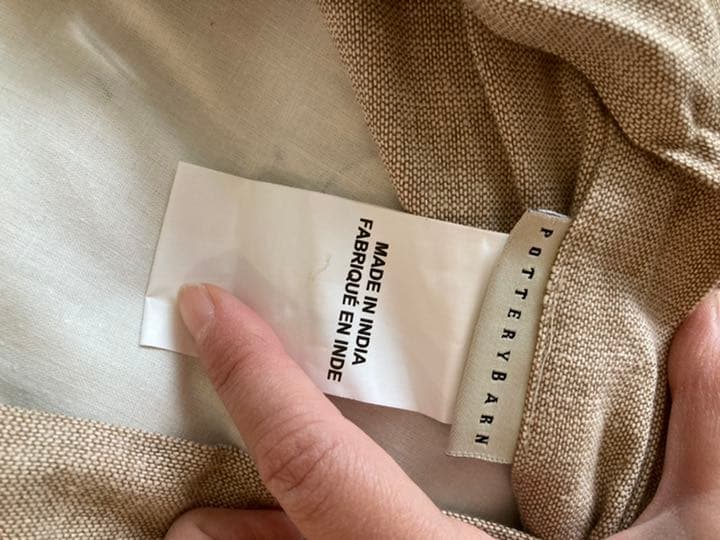 MADE IN INDIA
FABRIQUÉ EN INDE
POTTERYBARN